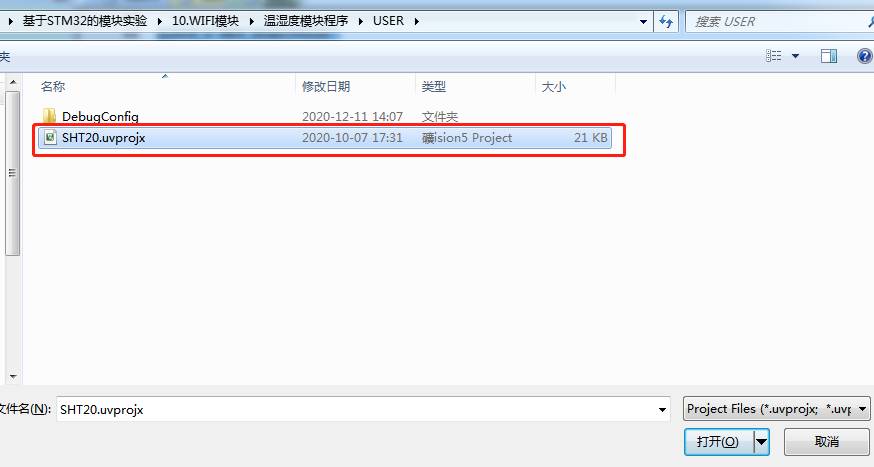 基于STM32的模块实验 10.WIFI模块 温湿度模块程序 USER 搜索 USER
夹
名称 修改日期 类型 大小
DebugConfig 2020-12-11 14:07 文件夹
SHT20.uvprojx 2020-10-07 17:31 礦ision5 Project 21 KB
文件名(N): SHT20.uvprojx Project Files (*.uvprojx; *.uvp
打开(O) 取消